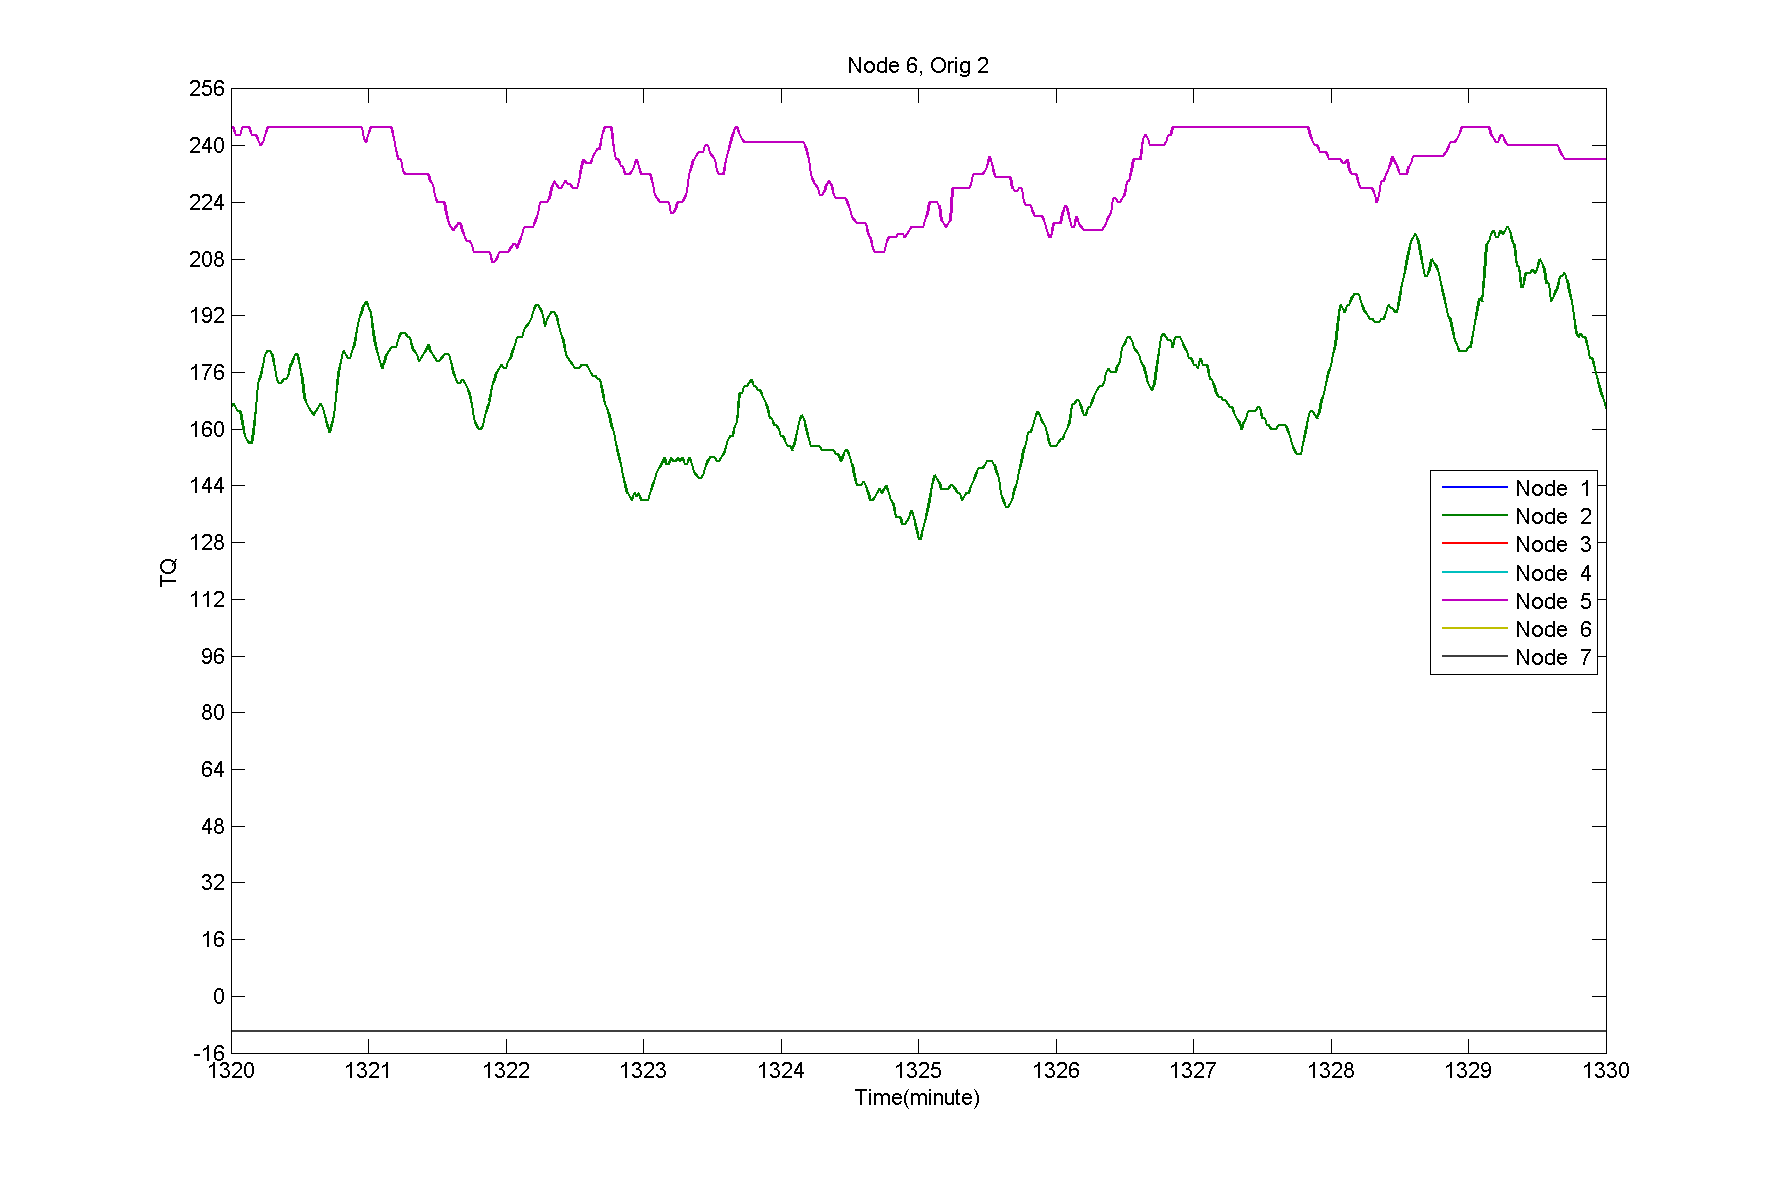 Node 6, Orig 2
256
240
224
208
192
176
160
144
128
112
96
80
64
48
32
16
0
-16
TQ
Node 1
Node 2
Node 3
Node 4
Node 5
Node 6
Node 7
1320 1321 1322 1323 1324 1325 1326 1327 1328 1329 1330
Time(minute)